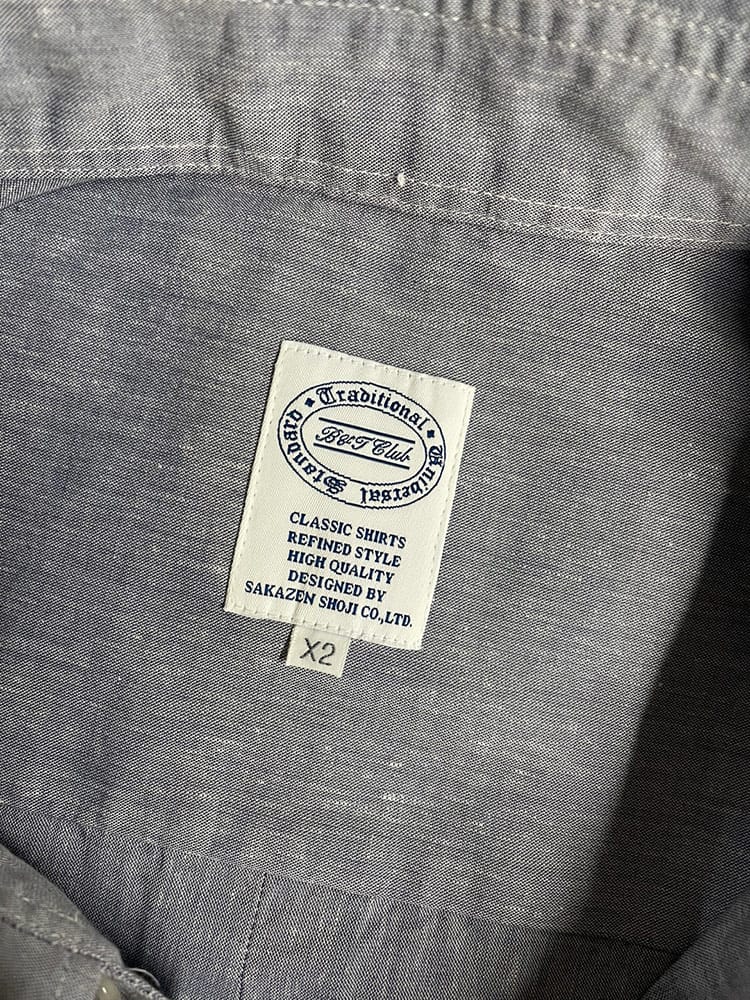 Traditional
Universal
Standard
B&T Club
CLASSIC SHIRTS
REFINED STYLE
HIGH QUALITY
DESIGNED BY
SAKAZEN SHOJI CO.,LTD.
X2